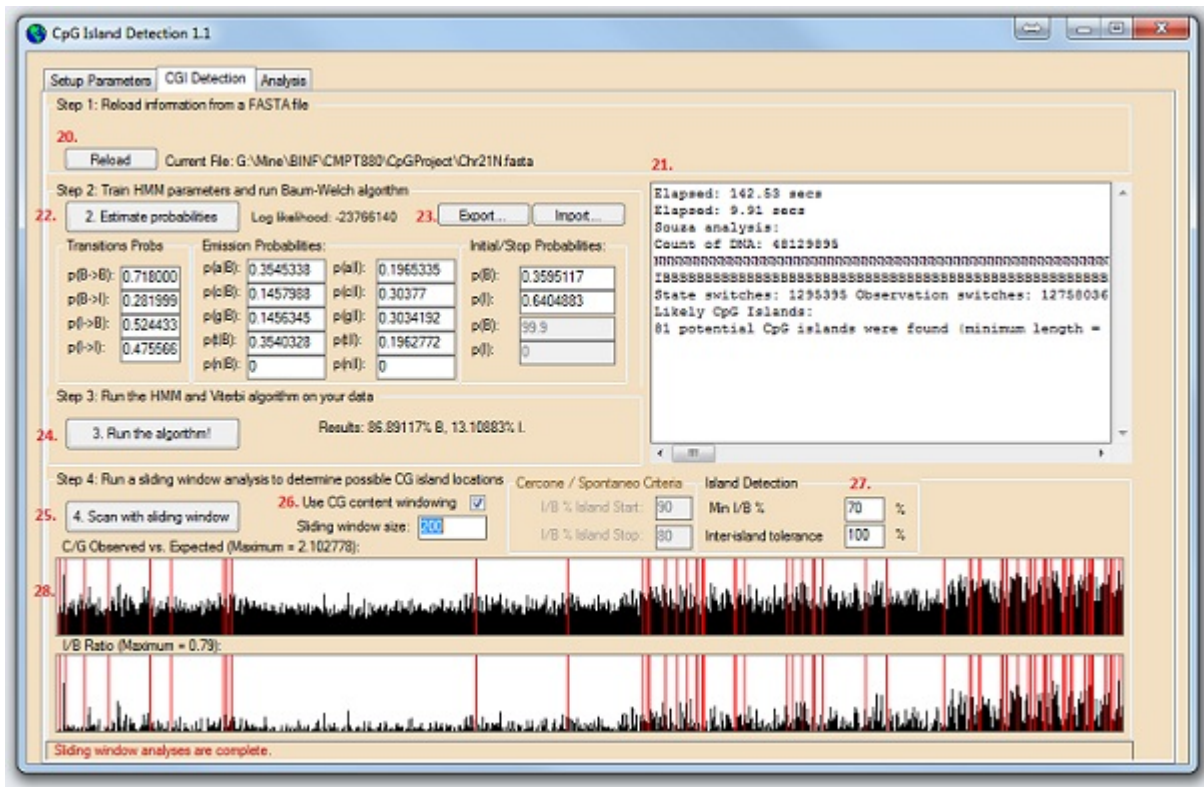 CpG Island Detection 1.1
Setup Parameters CGI Detection Analysis
Step 1: Reload information from a FASTA file
20.
Reload Current File: G:\Mine\BINF\CMPT880\CpGProject\Chr21N.fasta
21.
Step 2: Train HMM parameters and run Baum-Welch algorithm
22. 2. Estimate probabilities Log likelihood: -23766140 23. Export... Import...
Transitions Probs Emission Probabilities: Initial/Stop Probabilities:
p(B->B): 0.718000 p(a|B): 0.3545338 p(a|I): 0.1965335 p(B): 0.3595117
p(B->I): 0.281999 p(c|B): 0.1457988 p(c|I): 0.30377 p(I): 0.6404883
p(I->B): 0.524433 p(g|B): 0.1456345 p(g|I): 0.3034192 p(B): 99.9
p(I->I): 0.475566 p(t|B): 0.3540328 p(t|I): 0.1962772 p(I): 0
p(n|B): 0 p(n|I): 0
Elapsed: 142.53 secs
Elapsed: 9.91 secs
Souza analysis:
Count of DNA: 48129895
State switches: 1295395 Observation switches: 12758036
Likely CpG Islands:
81 potential CpG islands were found (minimum length =
Step 3: Run the HMM and Viterbi algorithm on your data
24. 3. Run the algorthm! Results: 86.89117% B, 13.10883% I.
Step 4: Run a sliding window analysis to determine possible CG island locations
25. 4. Scan with sliding window
26. Use CG content windowing
Sliding window size: 200
Cercone / Spontaneo Criteria
I/B % Island Start: 90
I/B % Island Stop: 80
Island Detection 27.
Min I/B % 70 %
Inter-island tolerance 100 %
C/G Observed vs. Expected (Maximum = 2.102778):
28.
I/B Ratio (Maximum = 0.79):
Sliding window analyses are complete.